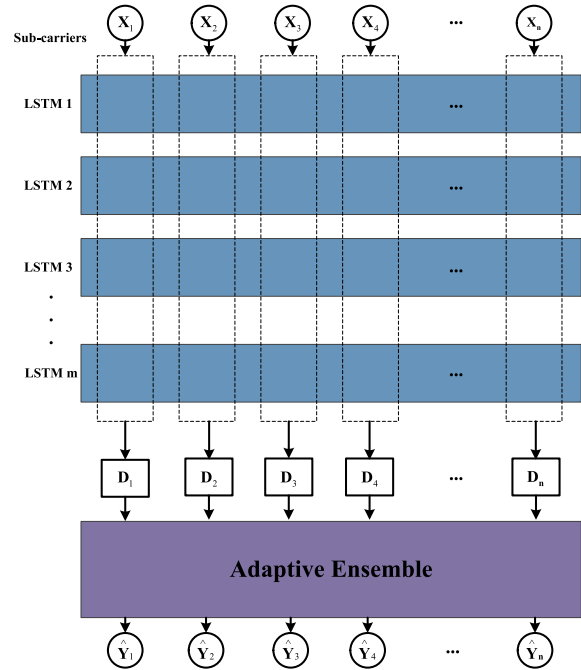 X₁ X₂ X₃ X₄ ... Xₙ
Sub-carriers
LSTM 1 ...
LSTM 2 ...
LSTM 3 ...
.
.
.
LSTM m ...
D₁ D₂ D₃ D₄ ... Dₙ
Adaptive Ensemble
Ŷ₁ Ŷ₂ Ŷ₃ Ŷ₄ ... Ŷₙ